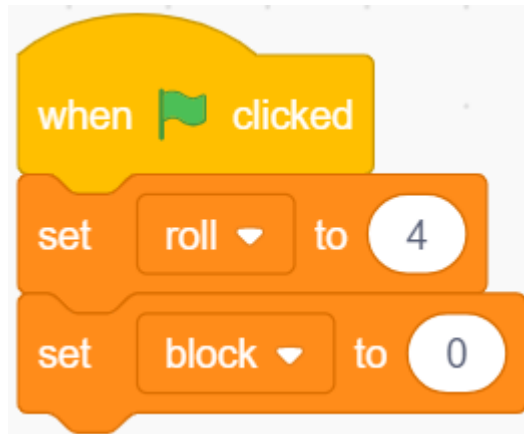 when clicked
set roll to 4
set block to 0